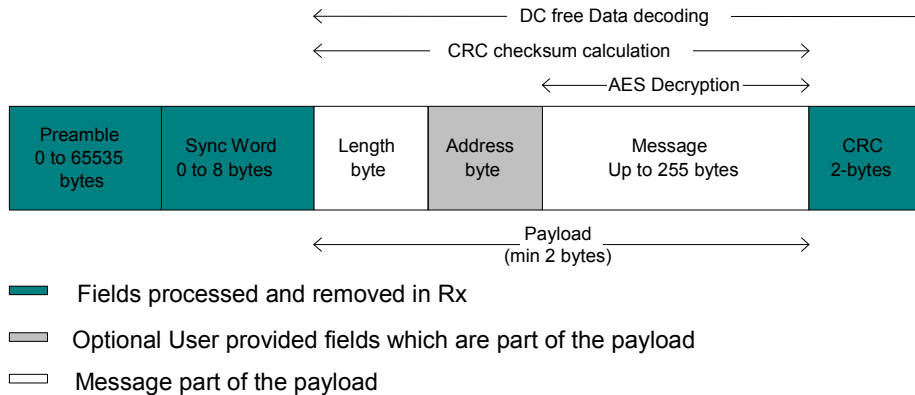 DC free Data decoding
CRC checksum calculation
AES Decryption
Preamble
0 to 65535
bytes
Sync Word
0 to 8 bytes
Length
byte
Address
byte
Message
Up to 255 bytes
CRC
2-bytes
Payload
(min 2 bytes)
Fields processed and removed in Rx
Optional User provided fields which are part of the payload
Message part of the payload